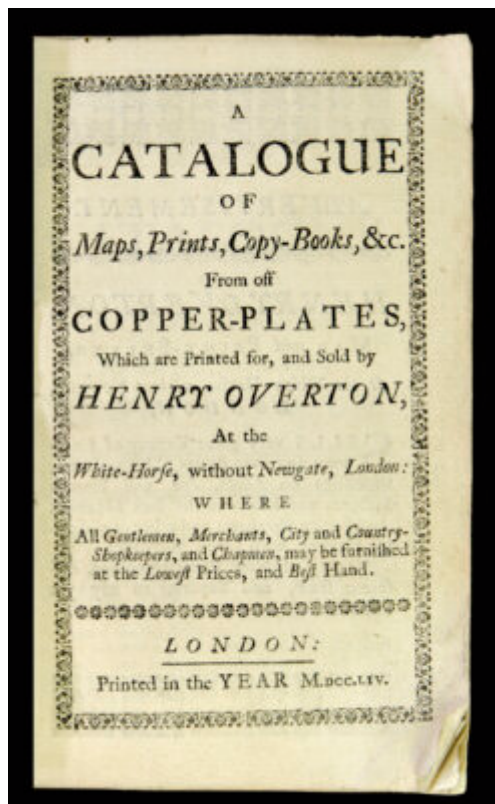 A
CATALOGUE
OF
Maps, Prints, Copy-Books, &c.
From off
COPPER-PLATES,
Which are Printed for, and Sold by
HENRY OVERTON,
At the
White-Horſe, without Newgate, London:
WHERE
All Gentlemen, Merchants, City and Country-
Shopkeepers, and Chapmen, may be furniſhed
at the Loweſt Prices, and Beſt Hand.
LONDON:
Printed in the YEAR M.DCC.LIV.